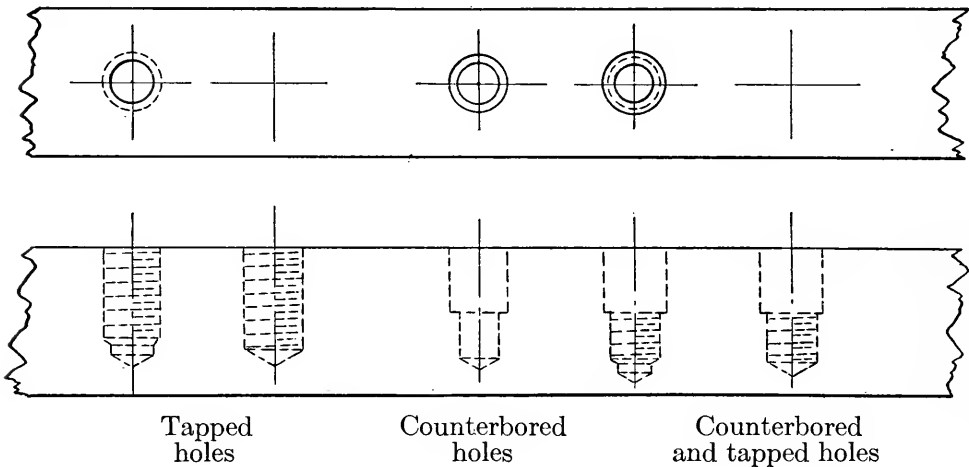 Tapped
holes
Counterbored
holes
Counterbored
and tapped holes